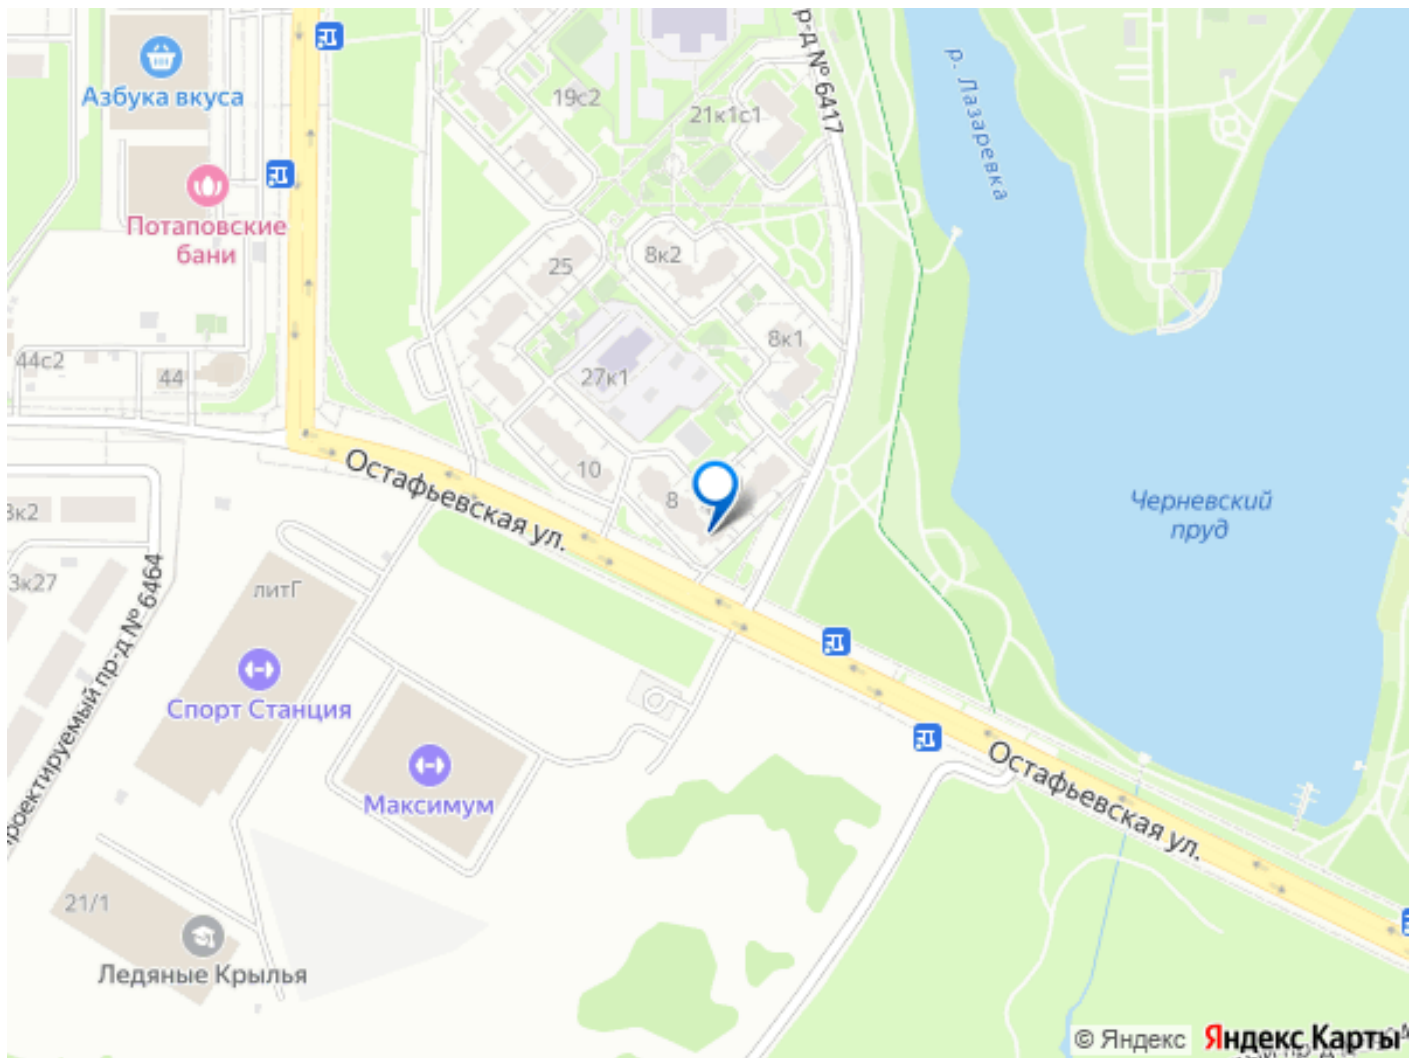 Азбука вкуса
Потаповские
бани
19с2
21к1с1
р-д № 6417
р. Лазаревка
25
8к2
8к1
27к1
44с2
44
10
8
Остафьевская ул.
Черневский
пруд
3к2
3к27
литГ
Спорт Станция
Максимум
роектируемый пр-д № 6464
Остафьевская ул.
21/1
Ледяные Крылья
© Яндекс
Яндекс Карты